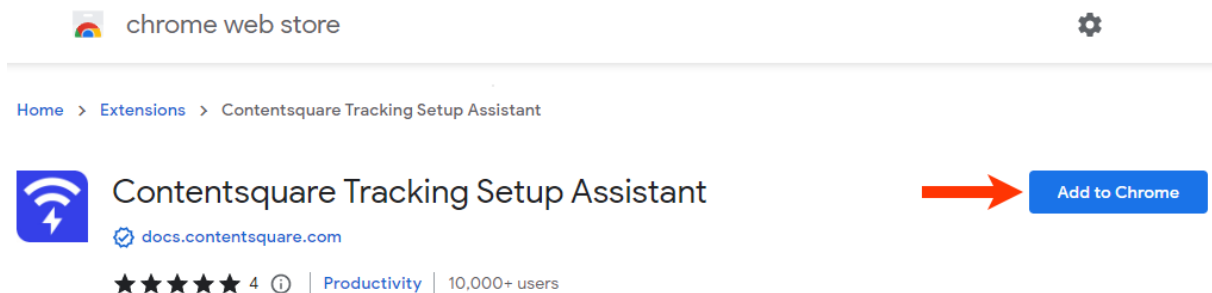 chrome web store
Home > Extensions > Contentsquare Tracking Setup Assistant
Contentsquare Tracking Setup Assistant
Add to Chrome
docs.contentsquare.com
★★★★★ 4 | Productivity | 10,000+ users